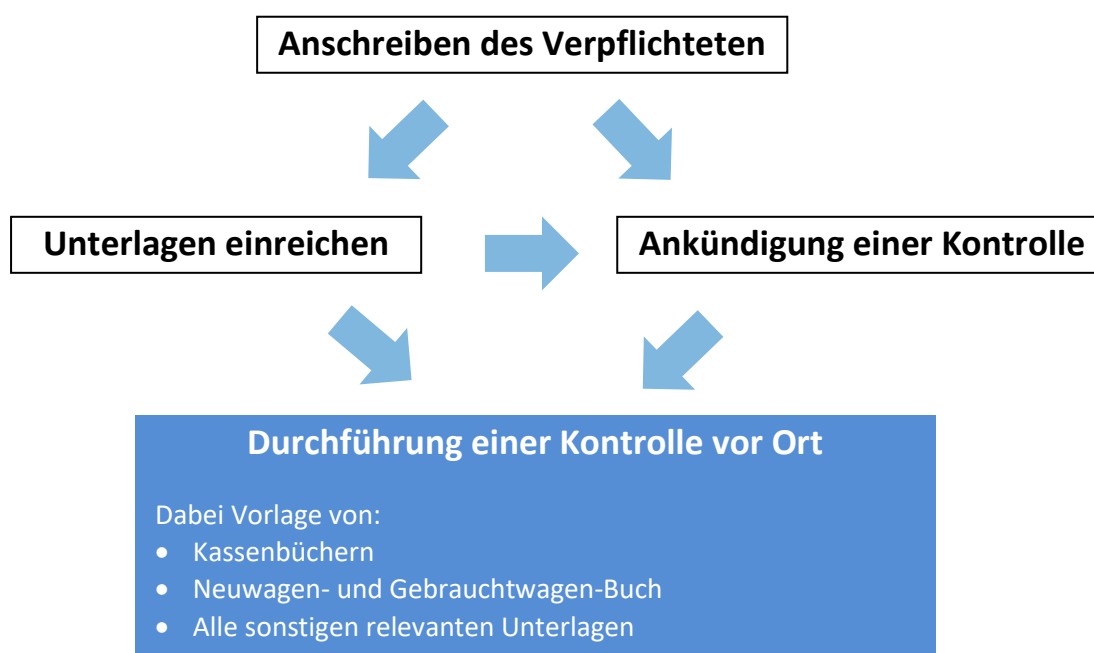 Anschreiben des Verpflichteten
Unterlagen einreichen
Ankündigung einer Kontrolle
Durchführung einer Kontrolle vor Ort
Dabei Vorlage von:
• Kassenbüchern
• Neuwagen- und Gebrauchtwagen-Buch
• Alle sonstigen relevanten Unterlagen